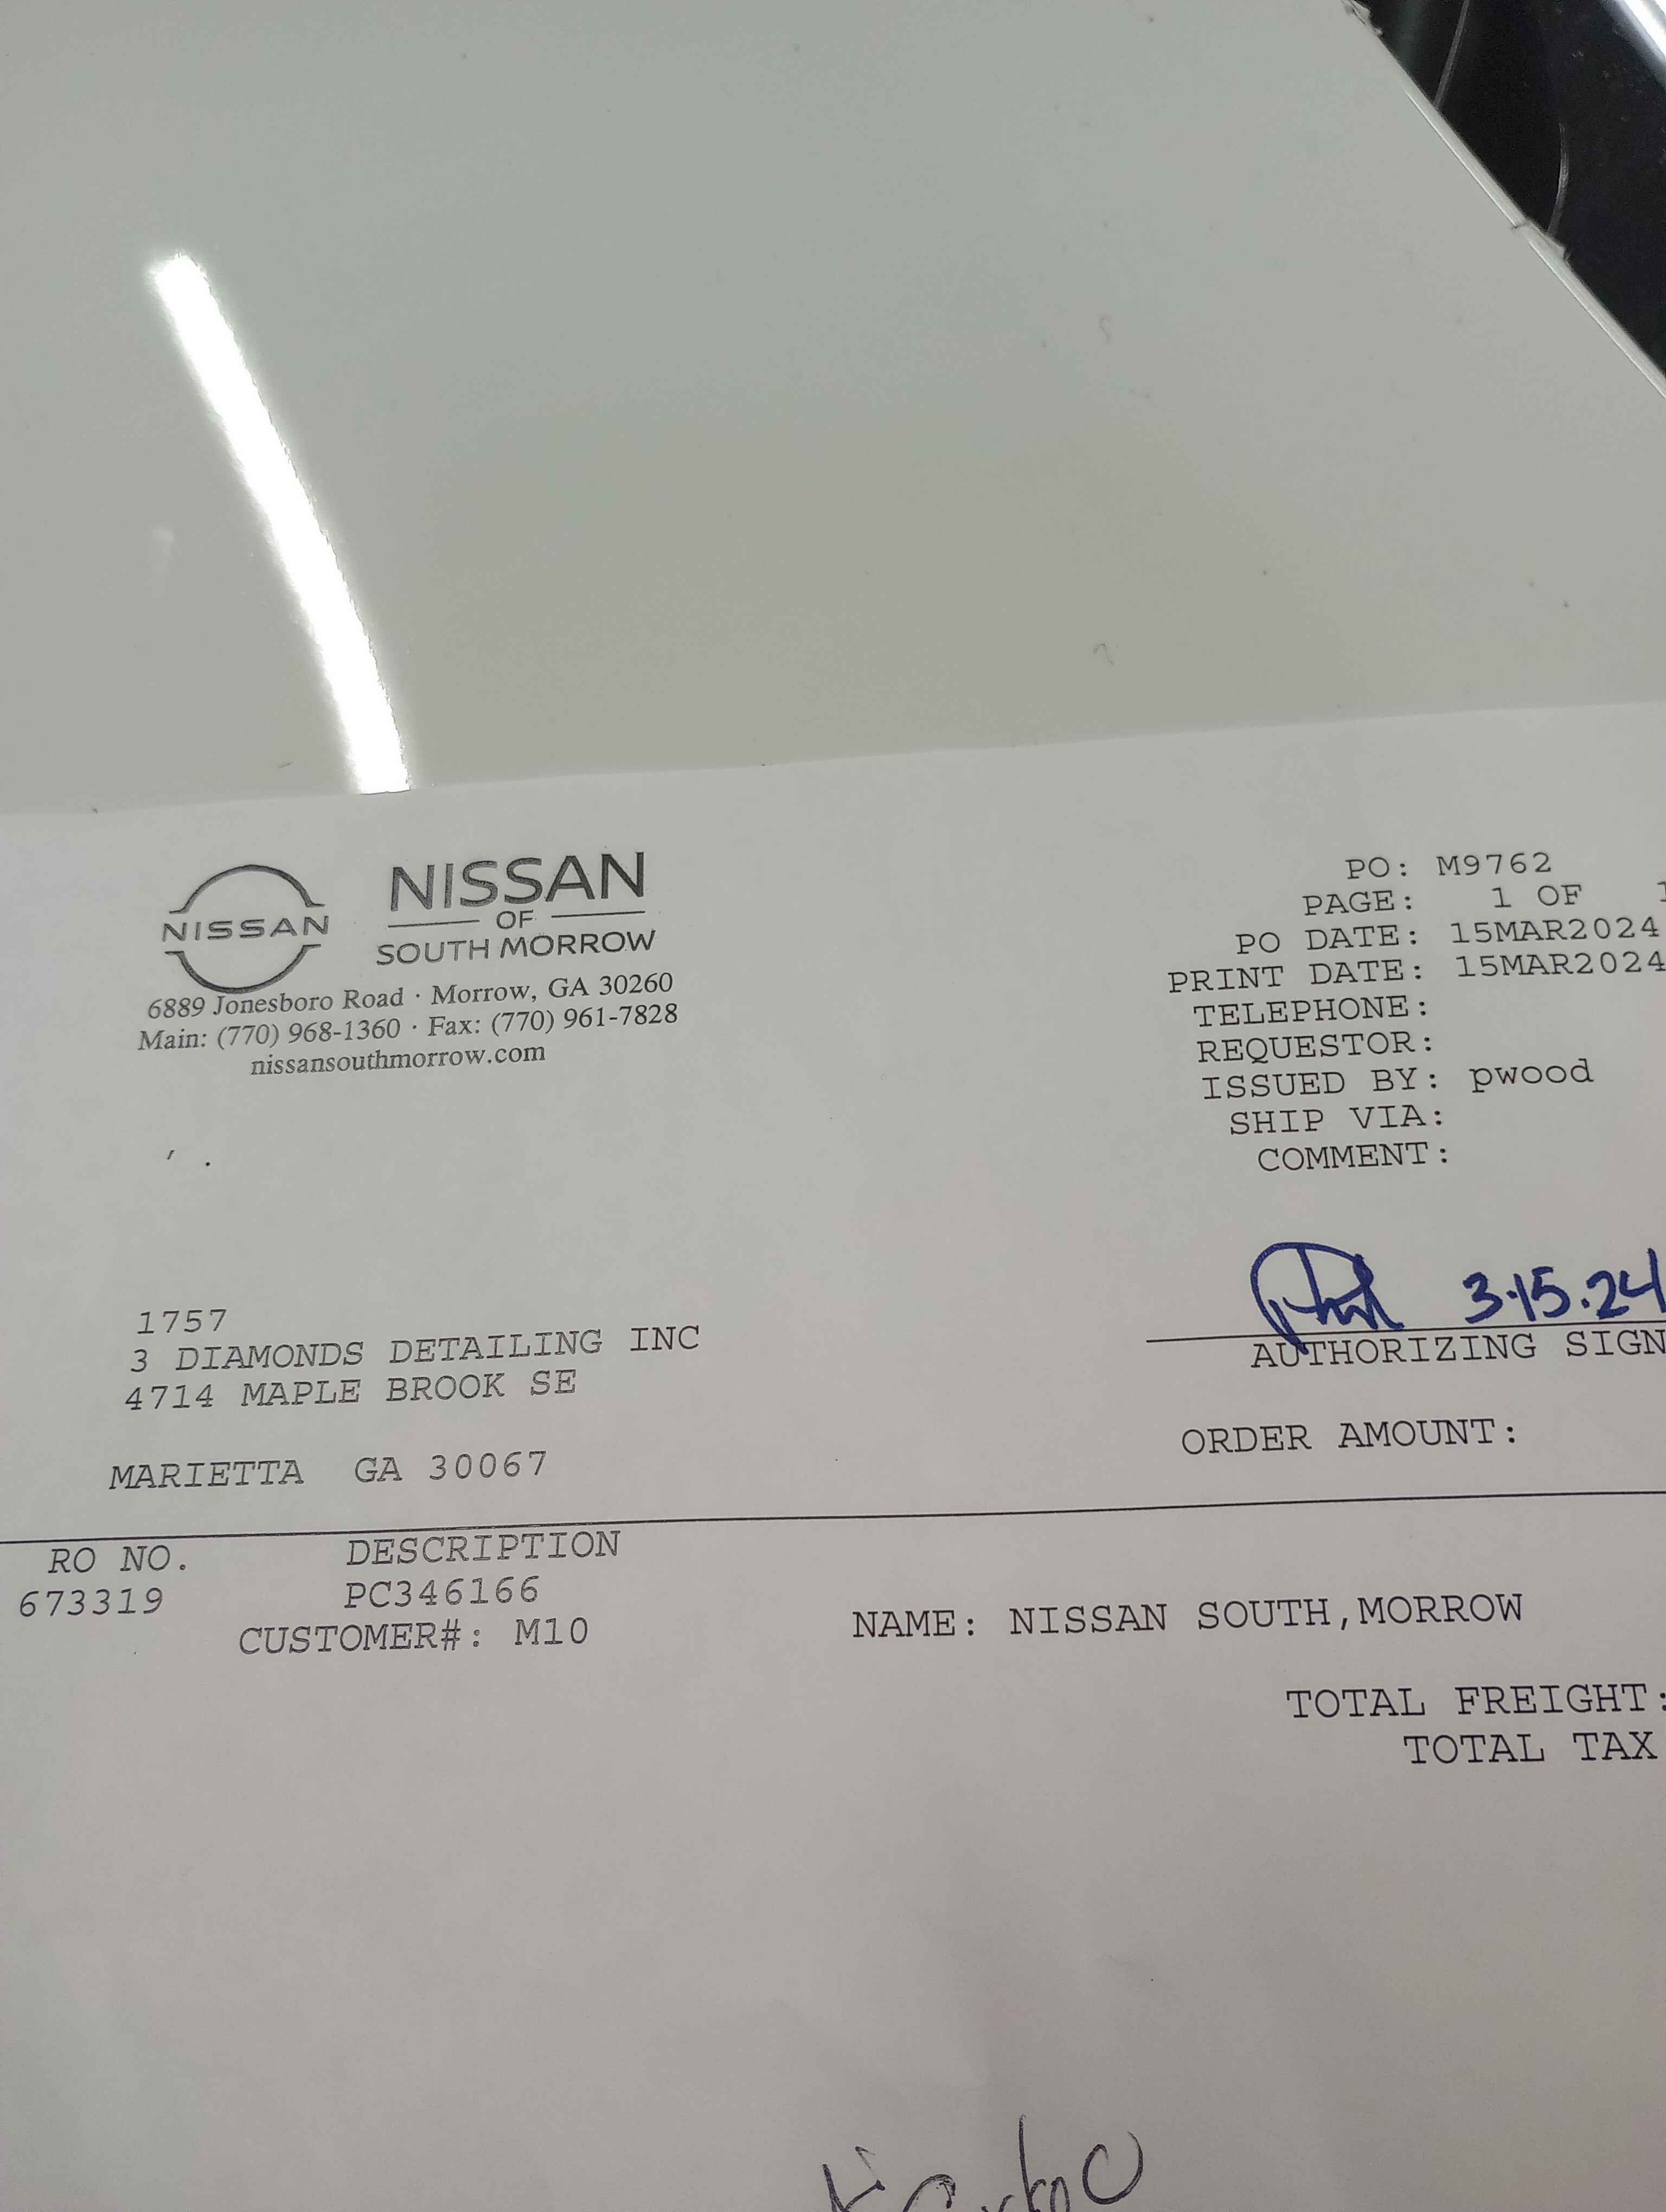 NISSAN
NISSAN
OF
SOUTH MORROW
6889 Jonesboro Road · Morrow, GA 30260
Main: (770) 968-1360 · Fax: (770) 961-7828
nissansouthmorrow.com
PO: M9762
PAGE: 1 OF 1
PO DATE: 15MAR2024
PRINT DATE: 15MAR2024
TELEPHONE:
REQUESTOR:
ISSUED BY: pwood
SHIP VIA:
COMMENT:
1757
3 DIAMONDS DETAILING INC
4714 MAPLE BROOK SE
MARIETTA GA 30067
3.15.24
AUTHORIZING SIGN
ORDER AMOUNT:
RO NO. DESCRIPTION
673319 PC346166
CUSTOMER#: M10 NAME: NISSAN SOUTH,MORROW
TOTAL FREIGHT:
TOTAL TAX